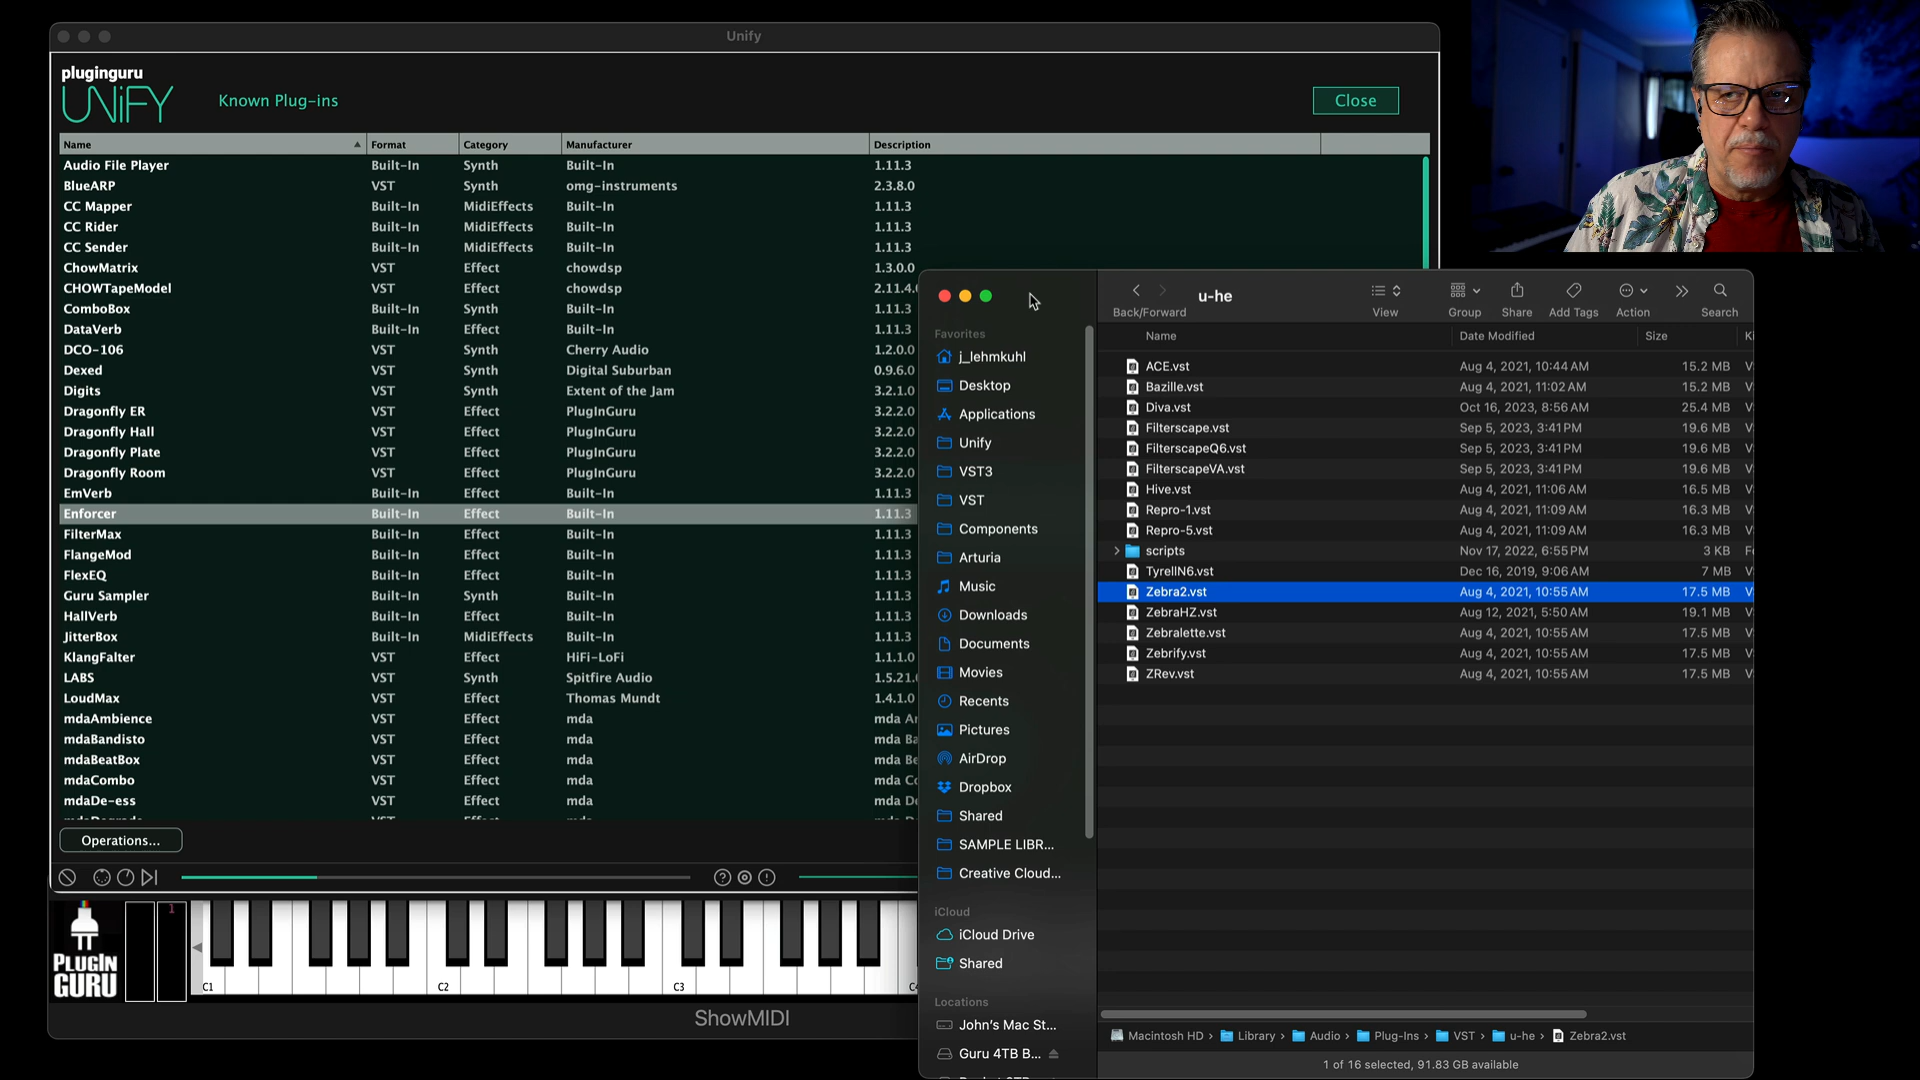 Unify
pluginguru
UNiFY
Known Plug-ins
Close
Name Format Category Manufacturer Description
Audio File Player Built-In Synth Built-In 1.11.3
BlueARP VST Synth omg-instruments 2.3.8.0
CC Mapper Built-In MidiEffects Built-In 1.11.3
CC Rider Built-In MidiEffects Built-In 1.11.3
CC Sender Built-In MidiEffects Built-In 1.11.3
ChowMatrix VST Effect chowdsp 1.3.0.0
CHOWTapeModel VST Effect chowdsp 2.11.4.
ComboBox Built-In Synth Built-In 1.11.3
DataVerb Built-In Effect Built-In 1.11.3
DCO-106 VST Synth Cherry Audio 1.2.0.0
Dexed VST Synth Digital Suburban 0.9.6.0
Digits VST Synth Extent of the Jam 3.2.1.0
Dragonfly ER VST Effect PlugInGuru 3.2.2.0
Dragonfly Hall VST Effect PlugInGuru 3.2.2.0
Dragonfly Plate VST Effect PlugInGuru 3.2.2.0
Dragonfly Room VST Effect PlugInGuru 3.2.2.0
EmVerb Built-In Effect Built-In 1.11.3
Enforcer Built-In Effect Built-In 1.11.3
FilterMax Built-In Effect Built-In 1.11.3
FlangeMod Built-In Effect Built-In 1.11.3
FlexEQ Built-In Effect Built-In 1.11.3
Guru Sampler Built-In Synth Built-In 1.11.3
HallVerb Built-In Effect Built-In 1.11.3
JitterBox Built-In MidiEffects Built-In 1.11.3
KlangFalter VST Effect HiFi-LoFi 1.1.1.0
LABS VST Synth Spitfire Audio 1.5.21.
LoudMax VST Effect Thomas Mundt 1.4.1.0
mdaAmbience VST Effect mda mda Ar
mdaBandisto VST Effect mda mda Ba
mdaBeatBox VST Effect mda mda Be
mdaCombo VST Effect mda mda Co
mdaDe-ess VST Effect mda mda De
Operations...
1
PLUGIN
GURU
C1 C2 C3
ShowMIDI
Back/Forward
u-he
View
Group
Share
Add Tags
Action
Search
Favorites
j_lehmkuhl
Desktop
Applications
Unify
VST3
VST
Components
Arturia
Music
Downloads
Documents
Movies
Recents
Pictures
AirDrop
Dropbox
Shared
SAMPLE LIBR...
Creative Cloud...
iCloud
iCloud Drive
Shared
Locations
John's Mac St...
Guru 4TB B...
Name Date Modified Size
ACE.vst Aug 4, 2021, 10:44 AM 15.2 MB
Bazille.vst Aug 4, 2021, 11:02 AM 15.2 MB
Diva.vst Oct 16, 2023, 8:56 AM 25.4 MB
Filterscape.vst Sep 5, 2023, 3:41 PM 19.6 MB
FilterscapeQ6.vst Sep 5, 2023, 3:41 PM 19.6 MB
FilterscapeVA.vst Sep 5, 2023, 3:41 PM 19.6 MB
Hive.vst Aug 4, 2021, 11:06 AM 16.5 MB
Repro-1.vst Aug 4, 2021, 11:09 AM 16.3 MB
Repro-5.vst Aug 4, 2021, 11:09 AM 16.3 MB
scripts Nov 17, 2022, 6:55 PM 3 KB
TyrellN6.vst Dec 16, 2019, 9:06 AM 7 MB
Zebra2.vst Aug 4, 2021, 10:55 AM 17.5 MB
ZebraHZ.vst Aug 12, 2021, 5:50 AM 19.1 MB
Zebralette.vst Aug 4, 2021, 10:55 AM 17.5 MB
Zebrify.vst Aug 4, 2021, 10:55 AM 17.5 MB
ZRev.vst Aug 4, 2021, 10:55 AM 17.5 MB
Macintosh HD › Library › Audio › Plug-Ins › VST › u-he › Zebra2.vst
1 of 16 selected, 91.83 GB available